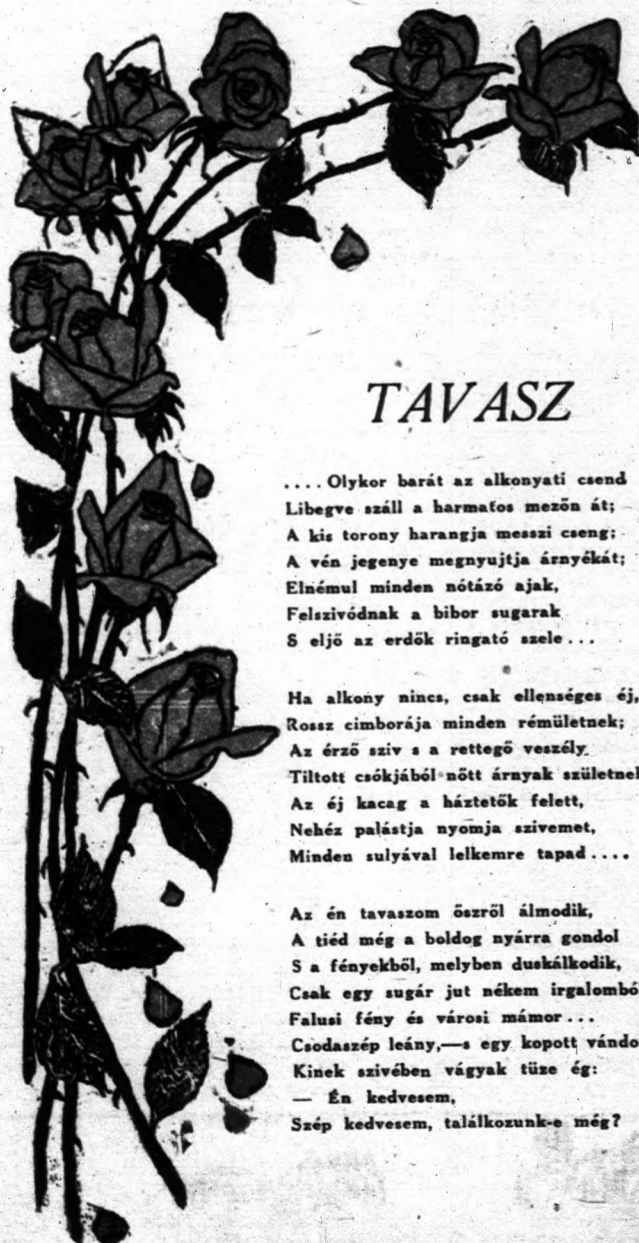 TAVASZ
.... Olykor barát az alkonyati csend
Libegve száll a harmatos mezőn át;
A kis torony harangja messzi cseng;
A vén jegenye megnyujtja árnyékát;
Elnémul minden nótázó ajak,
Felszivódnak a bibor sugarak
S eljő az erdők ringató szele...
Ha alkony nincs, csak ellenséges éj,
Rossz cimborája minden rémületnek;
Az érző sziv s a rettegő veszély
Tiltott csókjából nőtt árnyak születnek
Az éj kacag a háztetők felett,
Nehéz palástja nyomja szivemet,
Minden sulyával lelkemre tapad....
Az én tavaszom őszről álmodik,
A tiéd még a boldog nyárra gondol
S a fényekből, melyben duskálkodik,
Csak egy sugár jut nékem irgalomból
Falusi fény és városi mámor...
Csodaszép leány,—s egy kopott vándo
Kinek szivében vágyak tüze ég:
— Én kedvesem,
Szép kedvesem, találkozunk-e még?